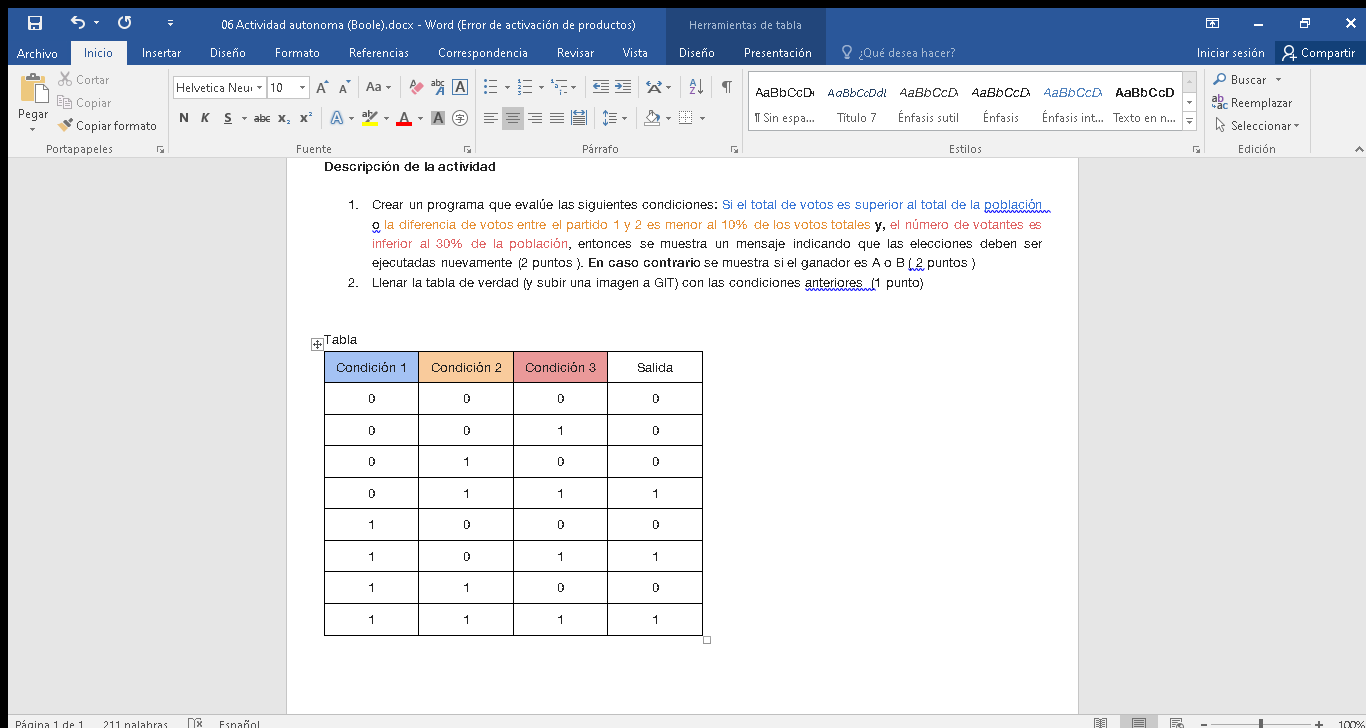 06 Actividad autonoma (Boole).docx - Word (Error de activación de productos)
Herramientas de tabla
Archivo Inicio Insertar Diseño Formato Referencias Correspondencia Revisar Vista Diseño Presentación ¿Qué desea hacer? Iniciar sesión Compartir
Pegar
Cortar
Copiar
Copiar formato
Portapapeles
Helvetica Neu 10
N K S abc x₂ x²
Fuente
Párrafo
AaBbCcD AaBbCcDdI AaBbCcD AaBbCcD AaBbCcD AaBbCcD
¶ Sin espa... Título 7 Énfasis sutil Énfasis Énfasis int... Texto en n...
Estilos
Buscar
Reemplazar
Seleccionar
Edición
Descripción de la actividad
1. Crear un programa que evalúe las siguientes condiciones: Si el total de votos es superior al total de la población
o la diferencia de votos entre el partido 1 y 2 es menor al 10% de los votos totales y, el número de votantes es
inferior al 30% de la población, entonces se muestra un mensaje indicando que las elecciones deben ser
ejecutadas nuevamente (2 puntos ). En caso contrario se muestra si el ganador es A o B ( 2 puntos )
2. Llenar la tabla de verdad (y subir una imagen a GIT) con las condiciones anteriores (1 punto)
Tabla
Condición 1 Condición 2 Condición 3 Salida
0 0 0 0
0 0 1 0
0 1 0 0
0 1 1 1
1 0 0 0
1 0 1 1
1 1 0 0
1 1 1 1
Página 1 de 1 211 palabras Español 100%